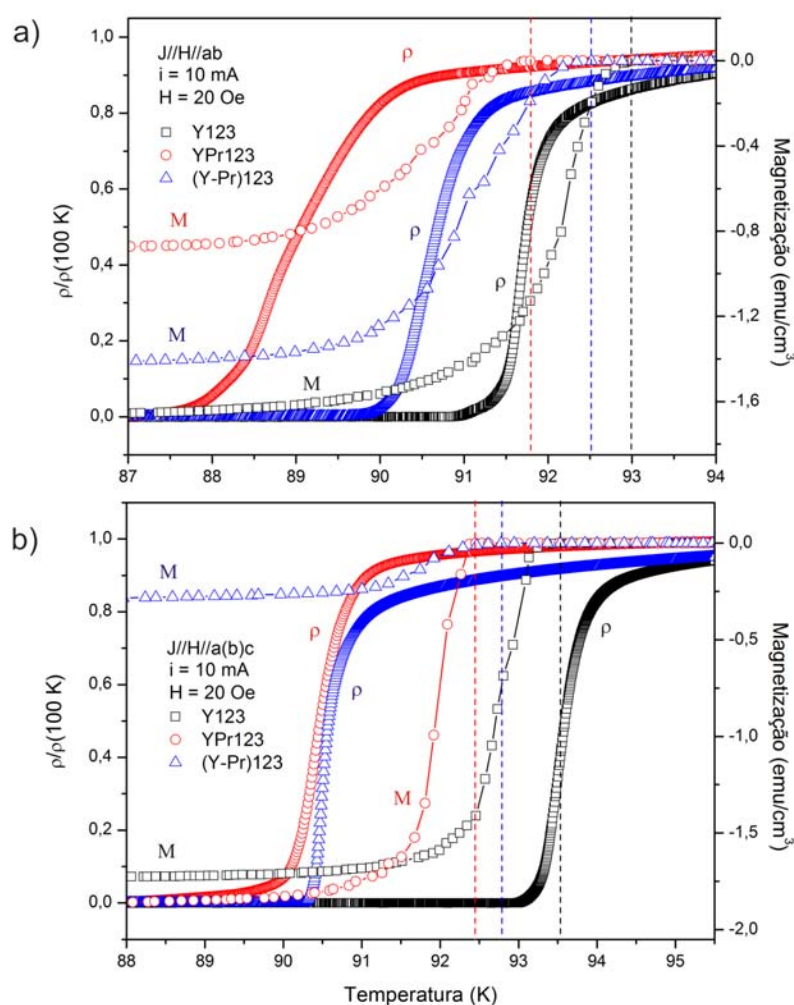 a)
J//H//ab
i = 10 mA
H = 20 Oe
Y123
YPr123
(Y-Pr)123
ρ
M
ρ
M
ρ
M
1,0
0,8
0,6
0,4
0,2
0,0
ρ/ρ(100 K)
0,0
-0,4
-0,8
-1,2
-1,6
Magnetização (emu/cm³)
87 88 89 90 91 92 93 94
b)
M
J//H//a(b)c
i = 10 mA
H = 20 Oe
Y123
YPr123
(Y-Pr)123
ρ
ρ
ρ
M
M
1,0
0,8
0,6
0,4
0,2
0,0
ρ/ρ(100 K)
0,0
-0,5
-1,0
-1,5
-2,0
Magnetização (emu/cm³)
88 89 90 91 92 93 94 95
Temperatura (K)